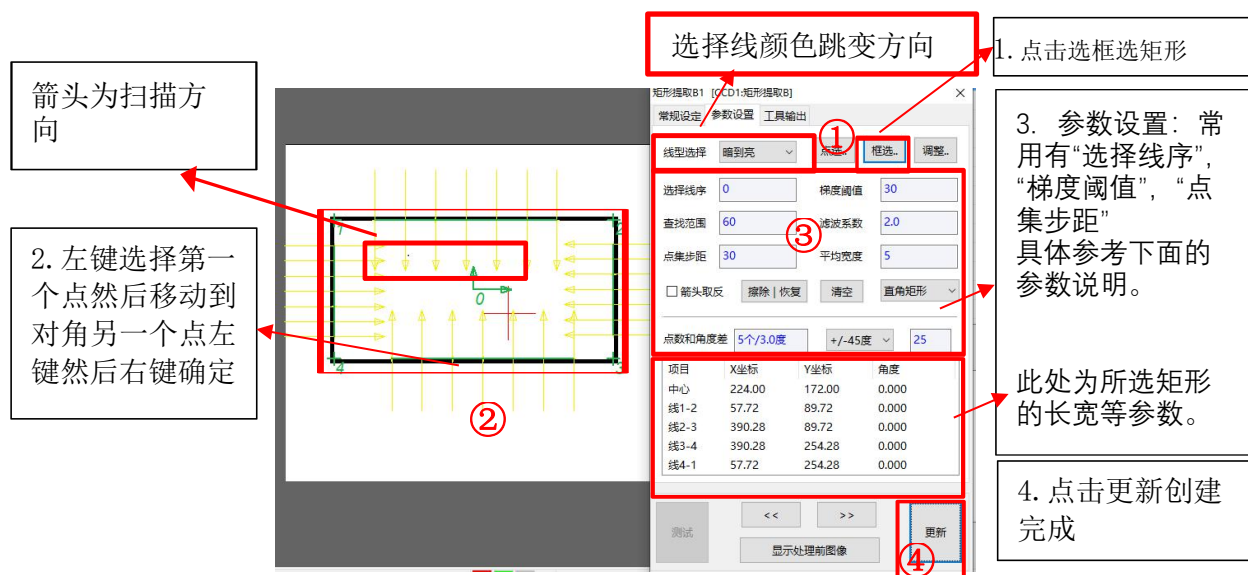 选择线颜色跳变方向
1.点击选框选矩形
箭头为扫描方
向
2.左键选择第一
个点然后移动到
对角另一个点左
键然后右键确定
1
2
0
4
3
②
矩形提取B1 [CCD1:矩形提取B]
常规设定 参数设置 工具输出
①
线型选择 暗到亮 点选.. 框选.. 调整..
选择线序 0 梯度阈值 30
查找范围 60 滤波系数 2.0
③
点集步距 30 平均宽度 5
箭头取反 擦除 | 恢复 清空 直角矩形
点数和角度差 5个/3.0度 +/-45度 25
项目 X坐标 Y坐标 角度
中心 224.00 172.00 0.000
线1-2 57.72 89.72 0.000
线2-3 390.28 89.72 0.000
线3-4 390.28 254.28 0.000
线4-1 57.72 254.28 0.000
测试 << >> 更新
显示处理前图像
④
3. 参数设置：常
用有“选择线序”，
“梯度阈值”，“点
集步距”
具体参考下面的
参数说明。
此处为所选矩形
的长宽等参数。
4.点击更新创建
完成